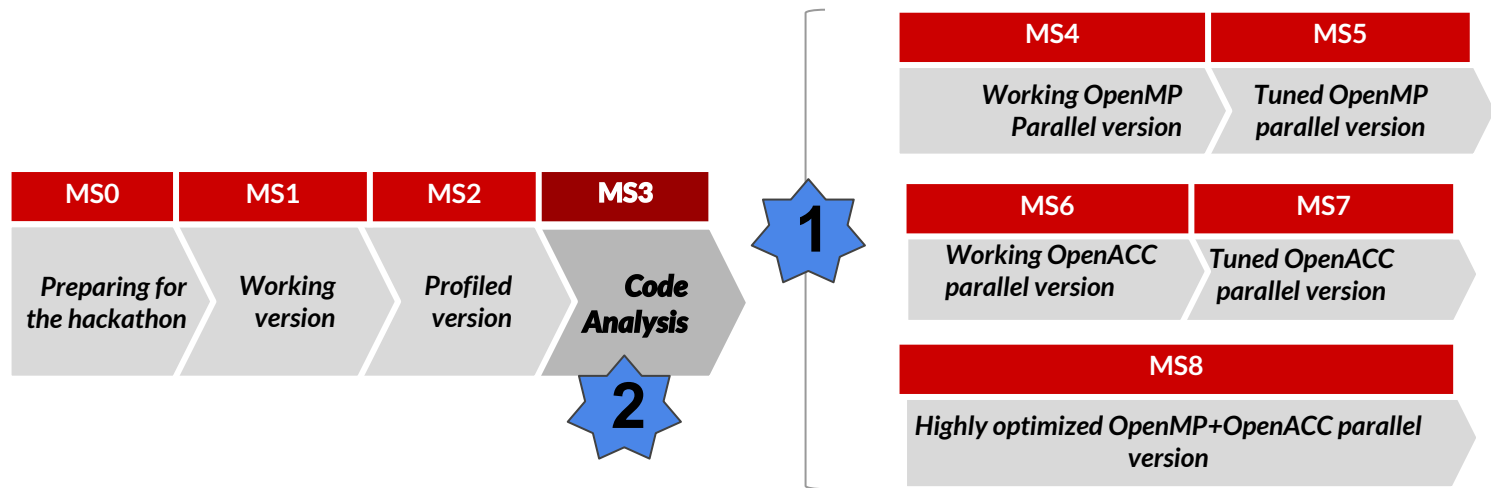 MS0
MS1
MS2
MS3
Preparing for
the hackathon
Working
version
Profiled
version
Code
Analysis
2
1
MS4
MS5
Working OpenMP
Parallel version
Tuned OpenMP
parallel version
MS6
MS7
Working OpenACC
parallel version
Tuned OpenACC
parallel version
MS8
Highly optimized OpenMP+OpenACC parallel
version